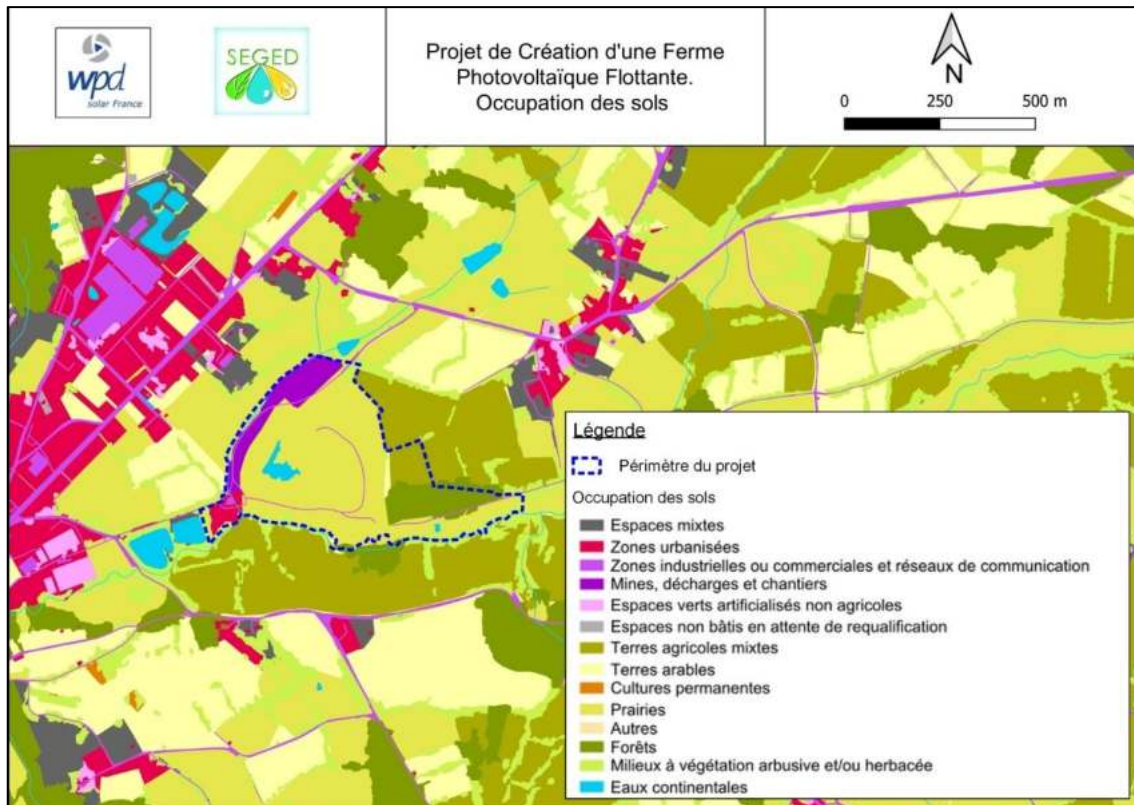 wpd
solar France
SEGED
Projet de Création d'une Ferme
Photovoltaïque Flottante.
Occupation des sols
N
0 250 500 m
Légende
Périmètre du projet
Occupation des sols
Espaces mixtes
Zones urbanisées
Zones industrielles ou commerciales et réseaux de communication
Mines, décharges et chantiers
Espaces verts artificialisés non agricoles
Espaces non bâtis en attente de requalification
Terres agricoles mixtes
Terres arables
Cultures permanentes
Prairies
Autres
Forêts
Milieux à végétation arbusive et/ou herbacée
Eaux continentales